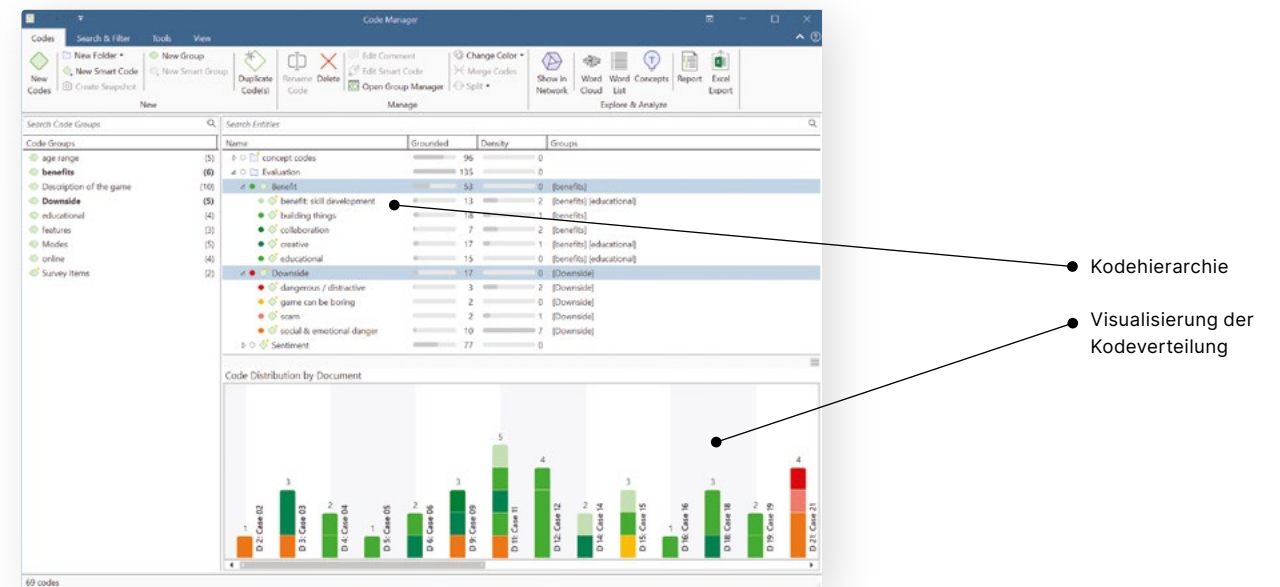 Code Manager
Codes Search & Filter Tools View
New Codes
New Folder
New Smart Code
Create Snapshot
New Group
New Smart Group
New
Duplicate Code(s)
Rename Code
Delete
Edit Comment
Edit Smart Code
Open Group Manager
Change Color
Merge Codes
Split
Manage
Show in Network
Word Cloud
Word List
Concepts
Report
Excel Export
Explore & Analyze
Search Code Groups
Code Groups
age range (5)
benefits (6)
Description of the game (10)
Downside (5)
educational (4)
features (3)
Modes (5)
online (4)
Survey Items (2)
Search Entities
Name Grounded Density Groups
concept codes 96 0
Evaluation 135 0
Benefit 53 0 [benefits]
benefit: skill development 13 2 [benefits] [educational]
building things 18 1 [benefits]
collaboration 7 2 [benefits]
creative 17 1 [benefits] [educational]
educational 15 0 [benefits] [educational]
Downside 17 0 [Downside]
dangerous / distractive 3 2 [Downside]
game can be boring 2 0 [Downside]
scam 2 1 [Downside]
social & emotional danger 10 7 [Downside]
Sentiment 77 0
Code Distribution by Document
1 D 2: Case 02
3 D 3: Case 03
2 D 4: Case 04
1 D 5: Case 05
2 D 6: Case 06
3 D 9: Case 09
5 D 11: Case 11
4 D 12: Case 12
2 D 14: Case 14
3 D 15: Case 15
1 D 16: Case 16
3 D 18: Case 18
2 D 19: Case 19
4 D 21: Case 21
69 codes
Kodehierarchie
Visualisierung der
Kodeverteilung